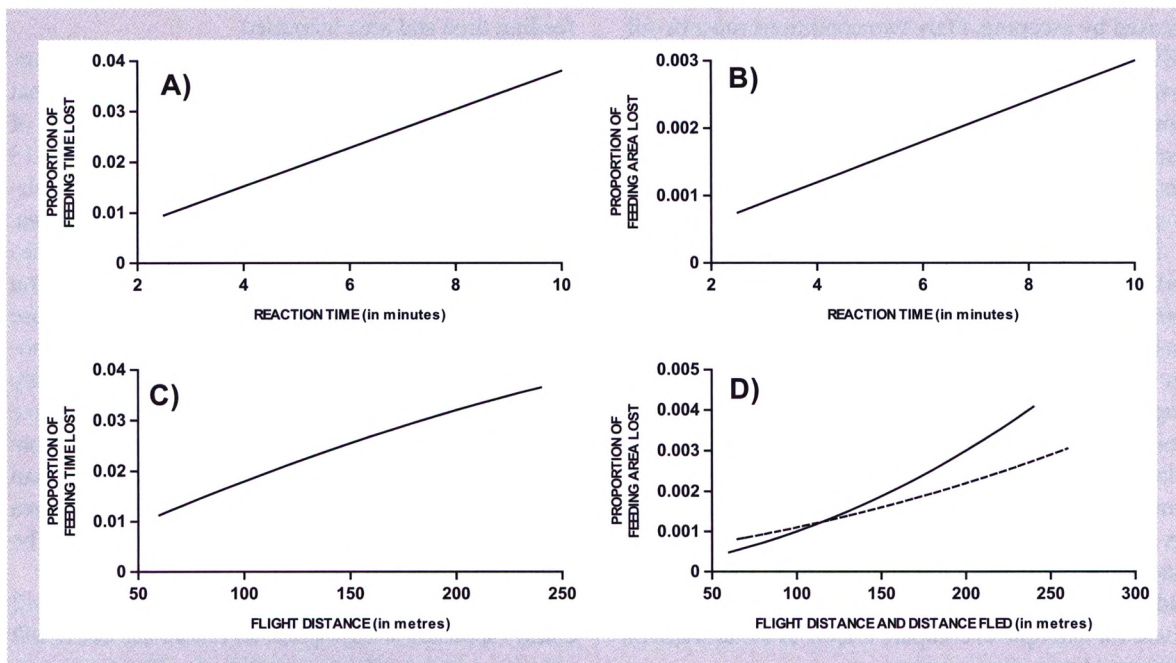 A)
PROPORTION OF
FEEDING TIME LOST
0.04
0.03
0.02
0.01
0
2
4
6
8
10
REACTION TIME (in minutes)
B)
PROPORTION OF
FEEDING AREA LOST
0.003
0.002
0.001
0
2
4
6
8
10
REACTION TIME (in minutes)
C)
PROPORTION OF
FEEDING TIME LOST
0.04
0.03
0.02
0.01
0
50
100
150
200
250
FLIGHT DISTANCE (in metres)
D)
PROPORTION OF
FEEDING AREA LOST
0.005
0.004
0.003
0.002
0.001
0
50
100
150
200
250
300
FLIGHT DISTANCE AND DISTANCE FLED (in metres)